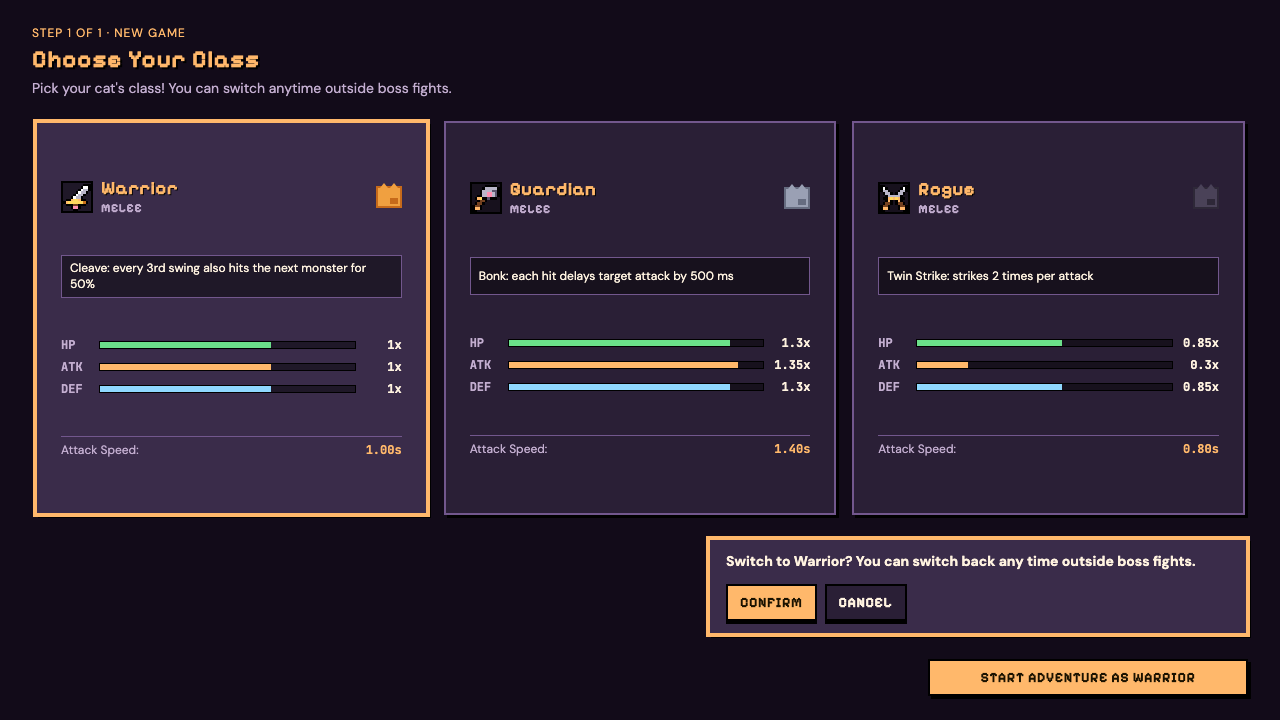 STEP 1 OF 1 · NEW GAME
Choose Your Class
Pick your cat's class! You can switch anytime outside boss fights.
Warrior
MELEE
Cleave: every 3rd swing also hits the next monster for
50%
HP 1x
ATK 1x
DEF 1x
Attack Speed: 1.00s
Guardian
MELEE
Bonk: each hit delays target attack by 500 ms
HP 1.3x
ATK 1.35x
DEF 1.3x
Attack Speed: 1.40s
Rogue
MELEE
Twin Strike: strikes 2 times per attack
HP 0.85x
ATK 0.3x
DEF 0.85x
Attack Speed: 0.80s
Switch to Warrior? You can switch back any time outside boss fights.
CONFIRM CANCEL
START ADVENTURE AS WARRIOR